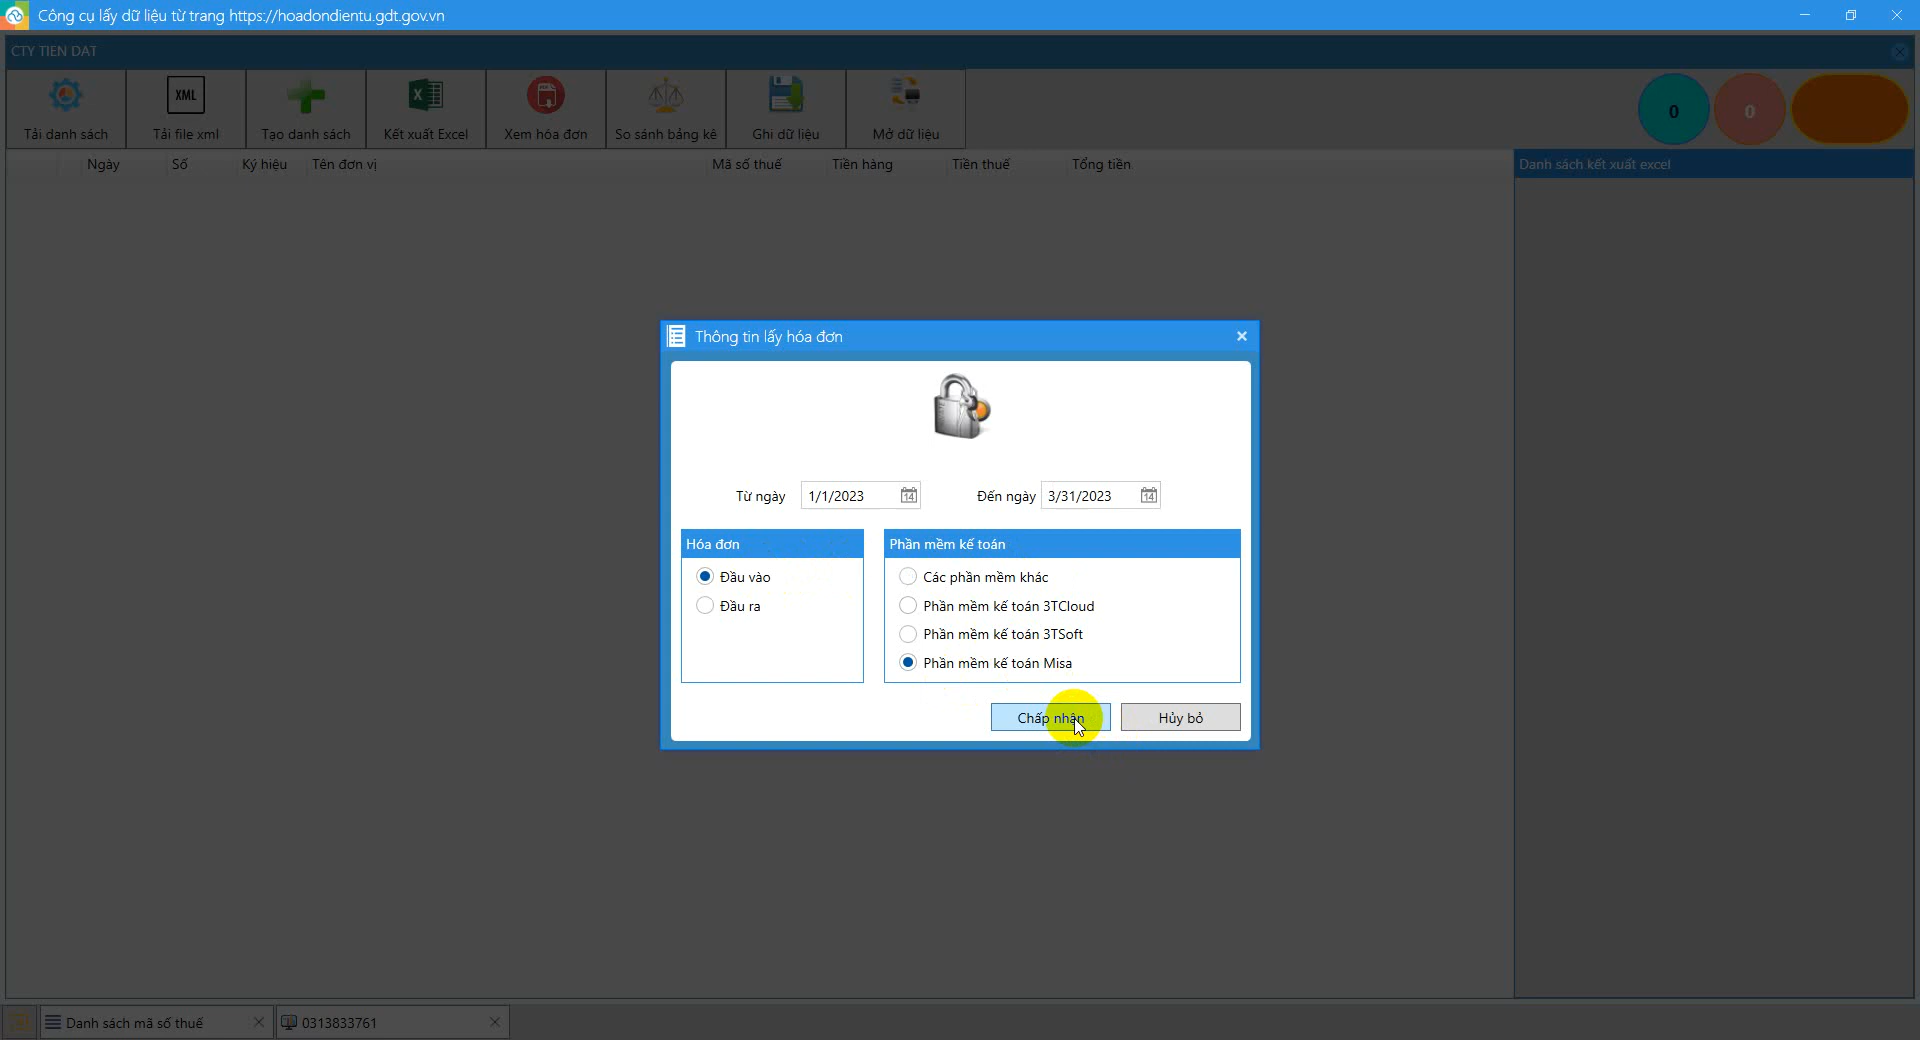 Công cụ lấy dữ liệu từ trang https://hoadondientu.gdt.gov.vn
CTY TIEN DAT
XML
Tải danh sách
Tải file xml
Tạo danh sách
Kết xuất Excel
Xem hóa đơn
So sánh bảng kê
Ghi dữ liệu
Mở dữ liệu
0
0
Ngày
Số
Ký hiệu
Tên đơn vị
Mã số thuế
Tiền hàng
Tiền thuế
Tổng tiền
Danh sách kết xuất excel
Thông tin lấy hóa đơn
Từ ngày
1/1/2023
14
Đến ngày
3/31/2023
14
Hóa đơn
Đầu vào
Đầu ra
Phần mềm kế toán
Các phần mềm khác
Phần mềm kế toán 3TCloud
Phần mềm kế toán 3TSoft
Phần mềm kế toán Misa
Chấp nhận
Hủy bỏ
Danh sách mã số thuế
0313833761